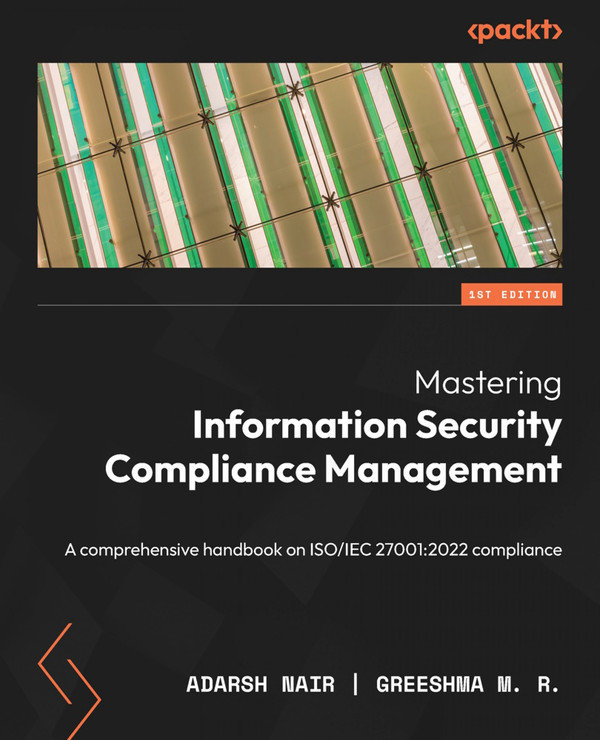 <packt>
1ST EDITION
Mastering
Information Security
Compliance Management
A comprehensive handbook on ISO/IEC 27001:2022 compliance
ADARSH NAIR | GREESHMA M. R.